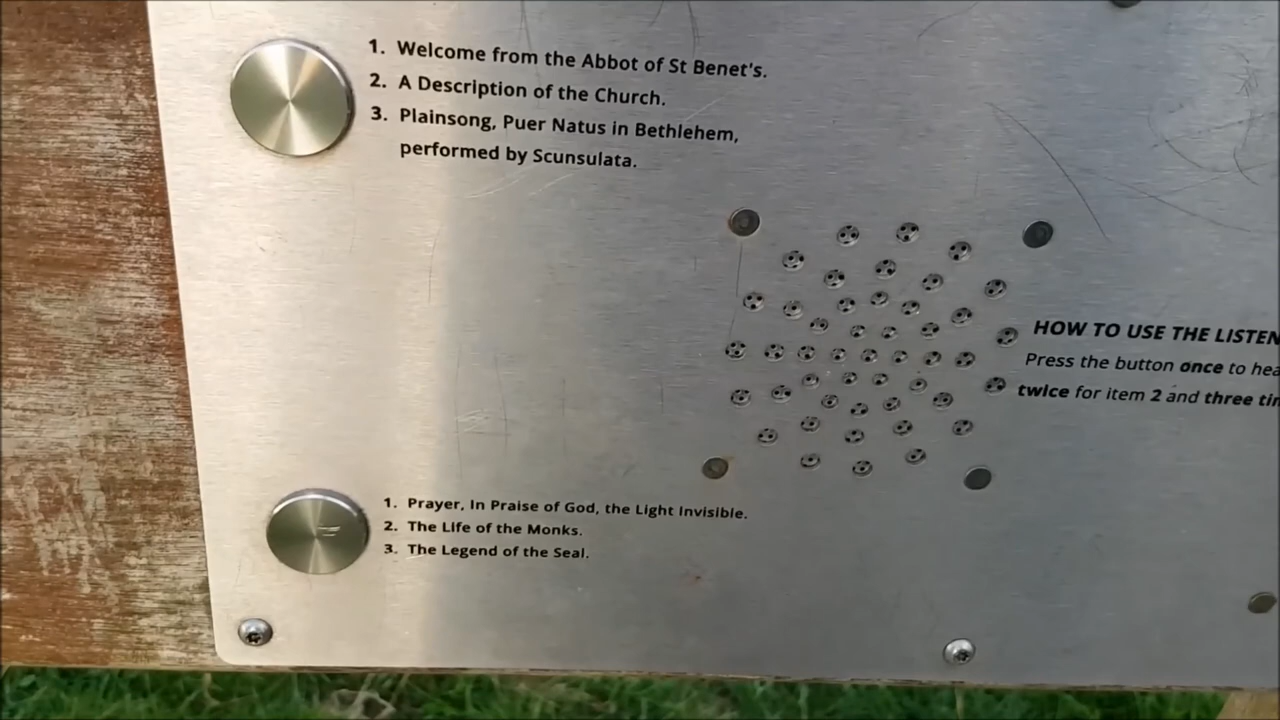 1. Welcome from the Abbot of St Benet's.
2. A Description of the Church.
3. Plainsong, Puer Natus in Bethlehem,
performed by Scunsulata.
HOW TO USE THE LISTEN
Press the button once to hea
twice for item 2 and three ti
1. Prayer, In Praise of God, the Light Invisible.
2. The Life of the Monks.
3. The Legend of the Seal.